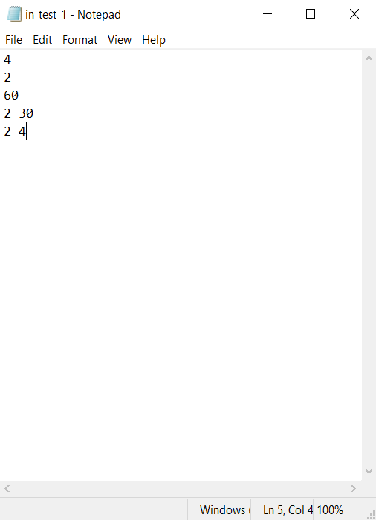 in test 1 - Notepad
File Edit Format View Help
4
2
60
2 30
2 4
Windows Ln 5, Col 4 100%